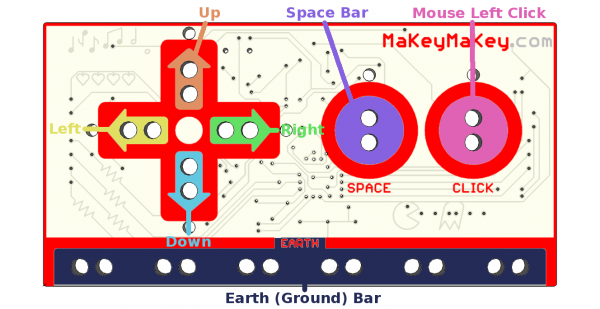 Up
Space Bar
Mouse Left Click
MaKeyMaKey.com
Left
Right
SPACE
CLICK
Down
EARTH
Earth (Ground) Bar